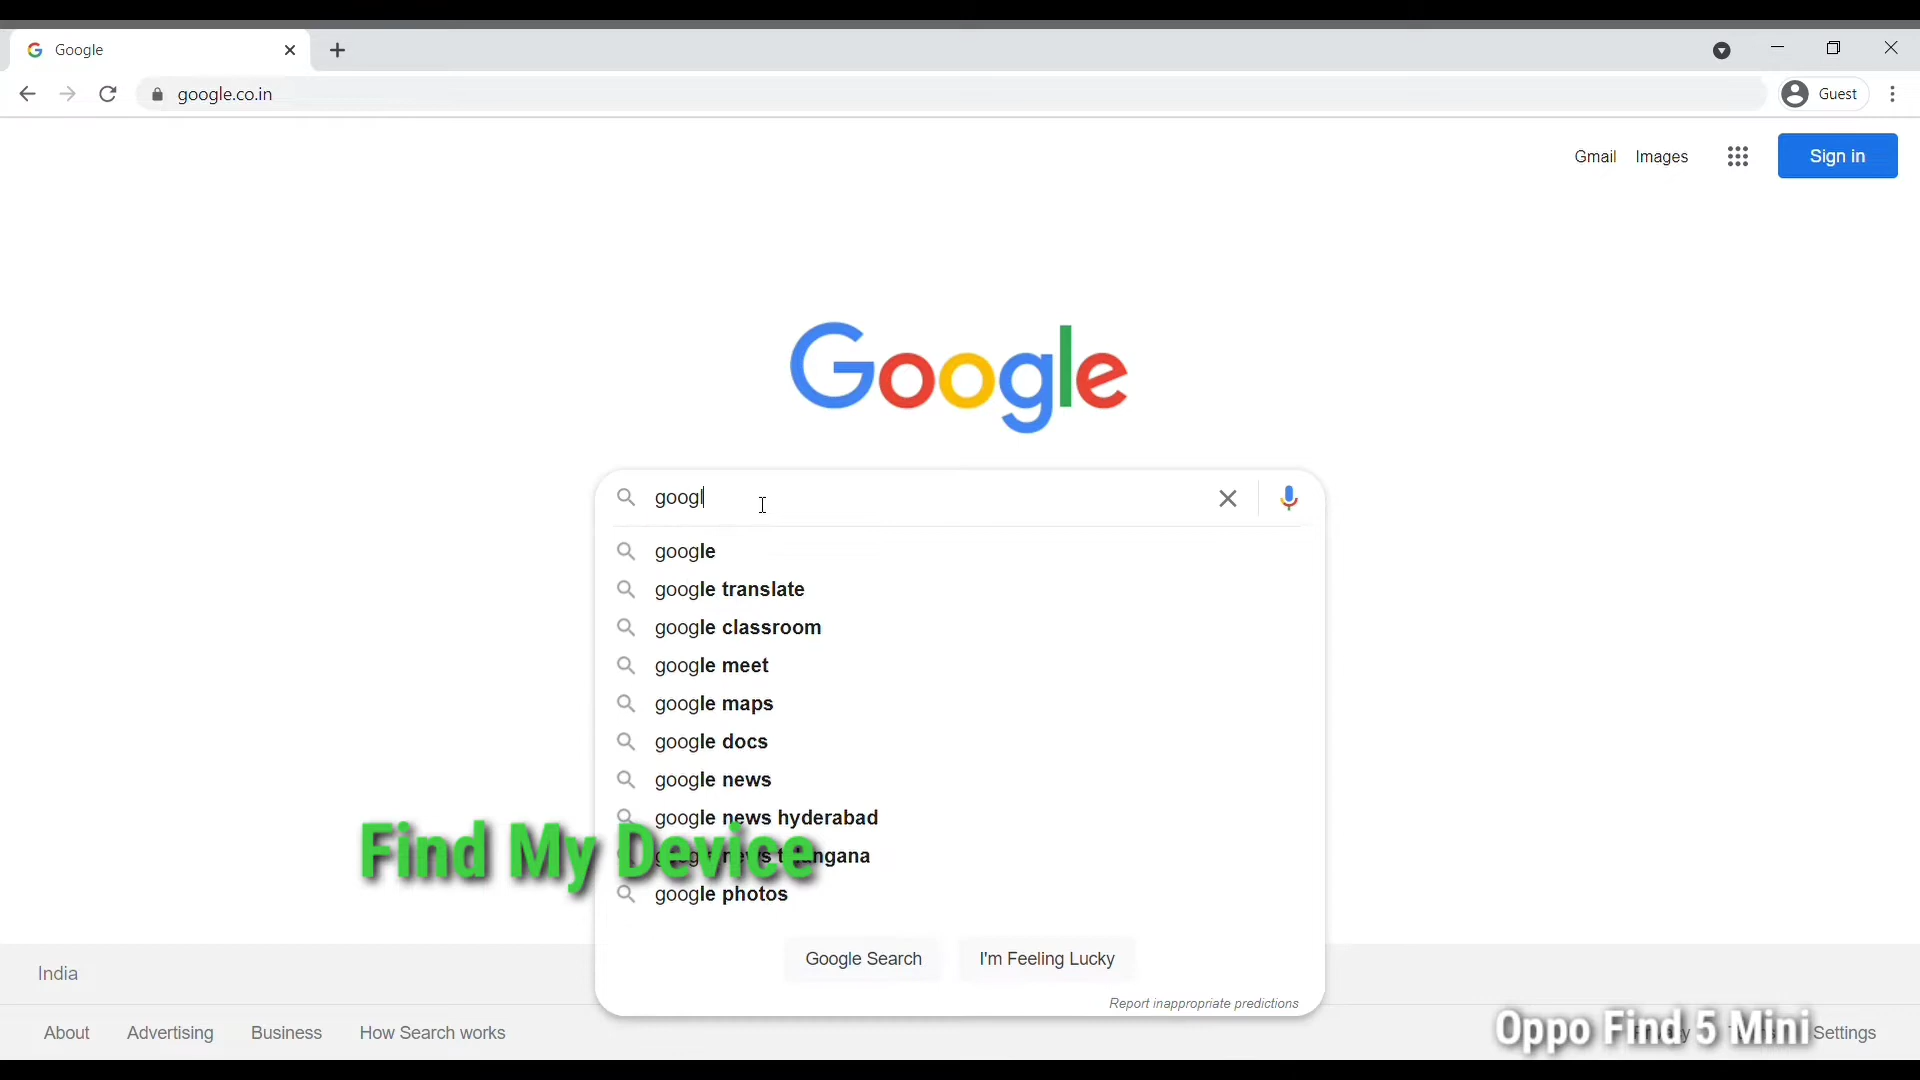 Google
google.co.in
Guest
Gmail Images
Sign in
Google
googl
google
google translate
google classroom
google meet
google maps
google docs
google news
google news hyderabad
Find My Device
google photos
Google Search I'm Feeling Lucky
Report inappropriate predictions
India
About Advertising Business How Search works
Oppo Find 5 Mini
Settings